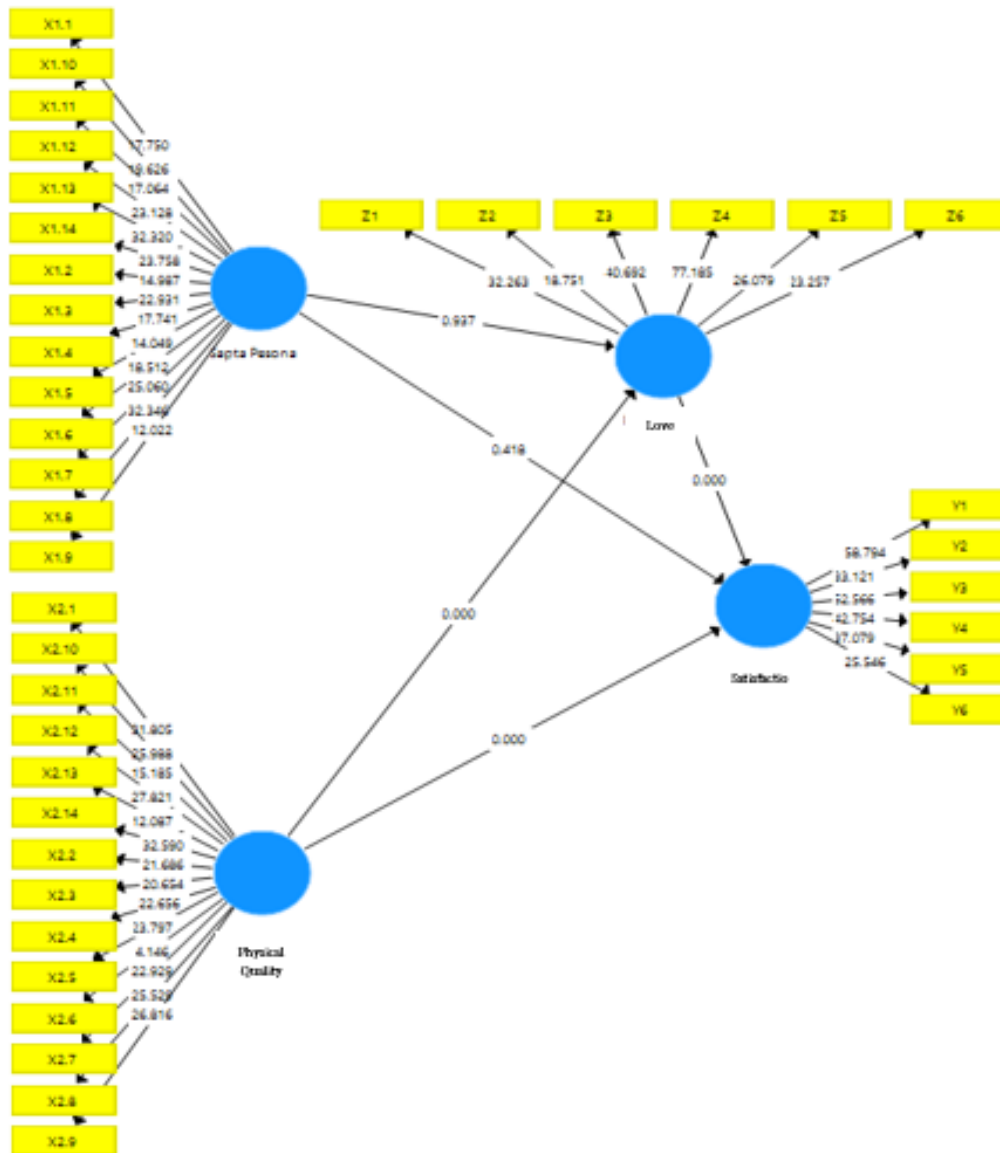 X1.1
X1.10
X1.11
X1.12
X1.13
X1.14
X1.2
X1.3
X1.4
X1.5
X1.6
X1.7
X1.8
X1.9
17.750
19.626
17.064
23.128
32.320
23.758
14.987
22.931
17.741
14.049
18.512
25.060
32.346
12.022
Sapta Pesona
Z1
Z2
Z3
Z4
Z5
Z6
32.263
18.751
40.692
77.185
26.079
23.257
0.937
Love
0.418
0.000
0.000
0.000
Y1
Y2
Y3
Y4
Y5
Y6
58.794
33.121
52.566
42.754
37.079
25.546
Satisfactio
X2.1
X2.10
X2.11
X2.12
X2.13
X2.14
X2.2
X2.3
X2.4
X2.5
X2.6
X2.7
X2.8
X2.9
31.805
25.988
15.185
27.821
12.087
32.590
21.686
20.654
22.656
23.797
4.146
22.929
25.529
26.816
Physical
Quality